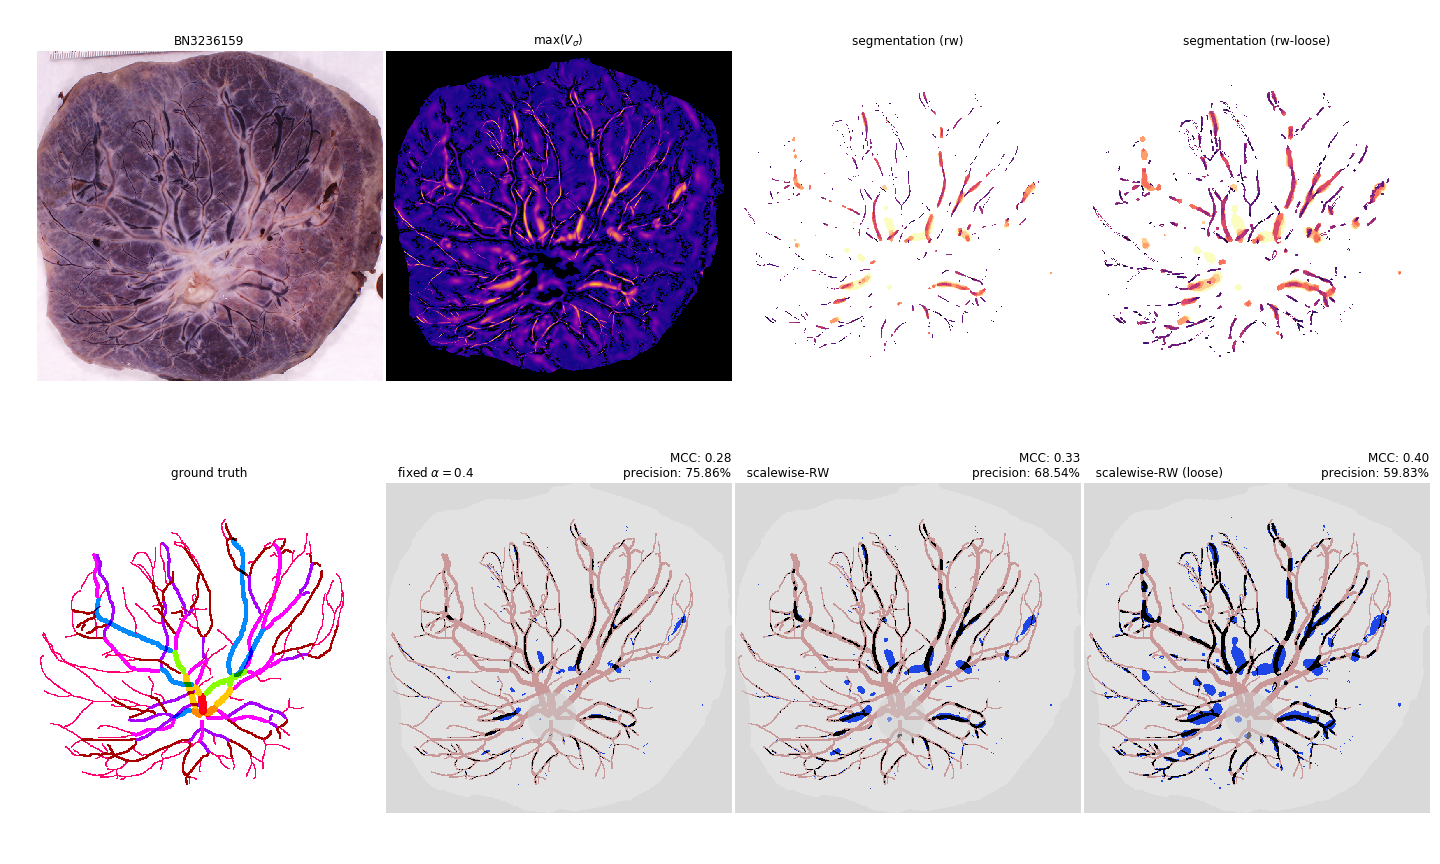 BN3236159
max(V_σ)
segmentation (rw)
segmentation (rw-loose)
ground truth
fixed α = 0.4
MCC: 0.28
precision: 75.86%
scalewise-RW
MCC: 0.33
precision: 68.54%
scalewise-RW (loose)
MCC: 0.40
precision: 59.83%